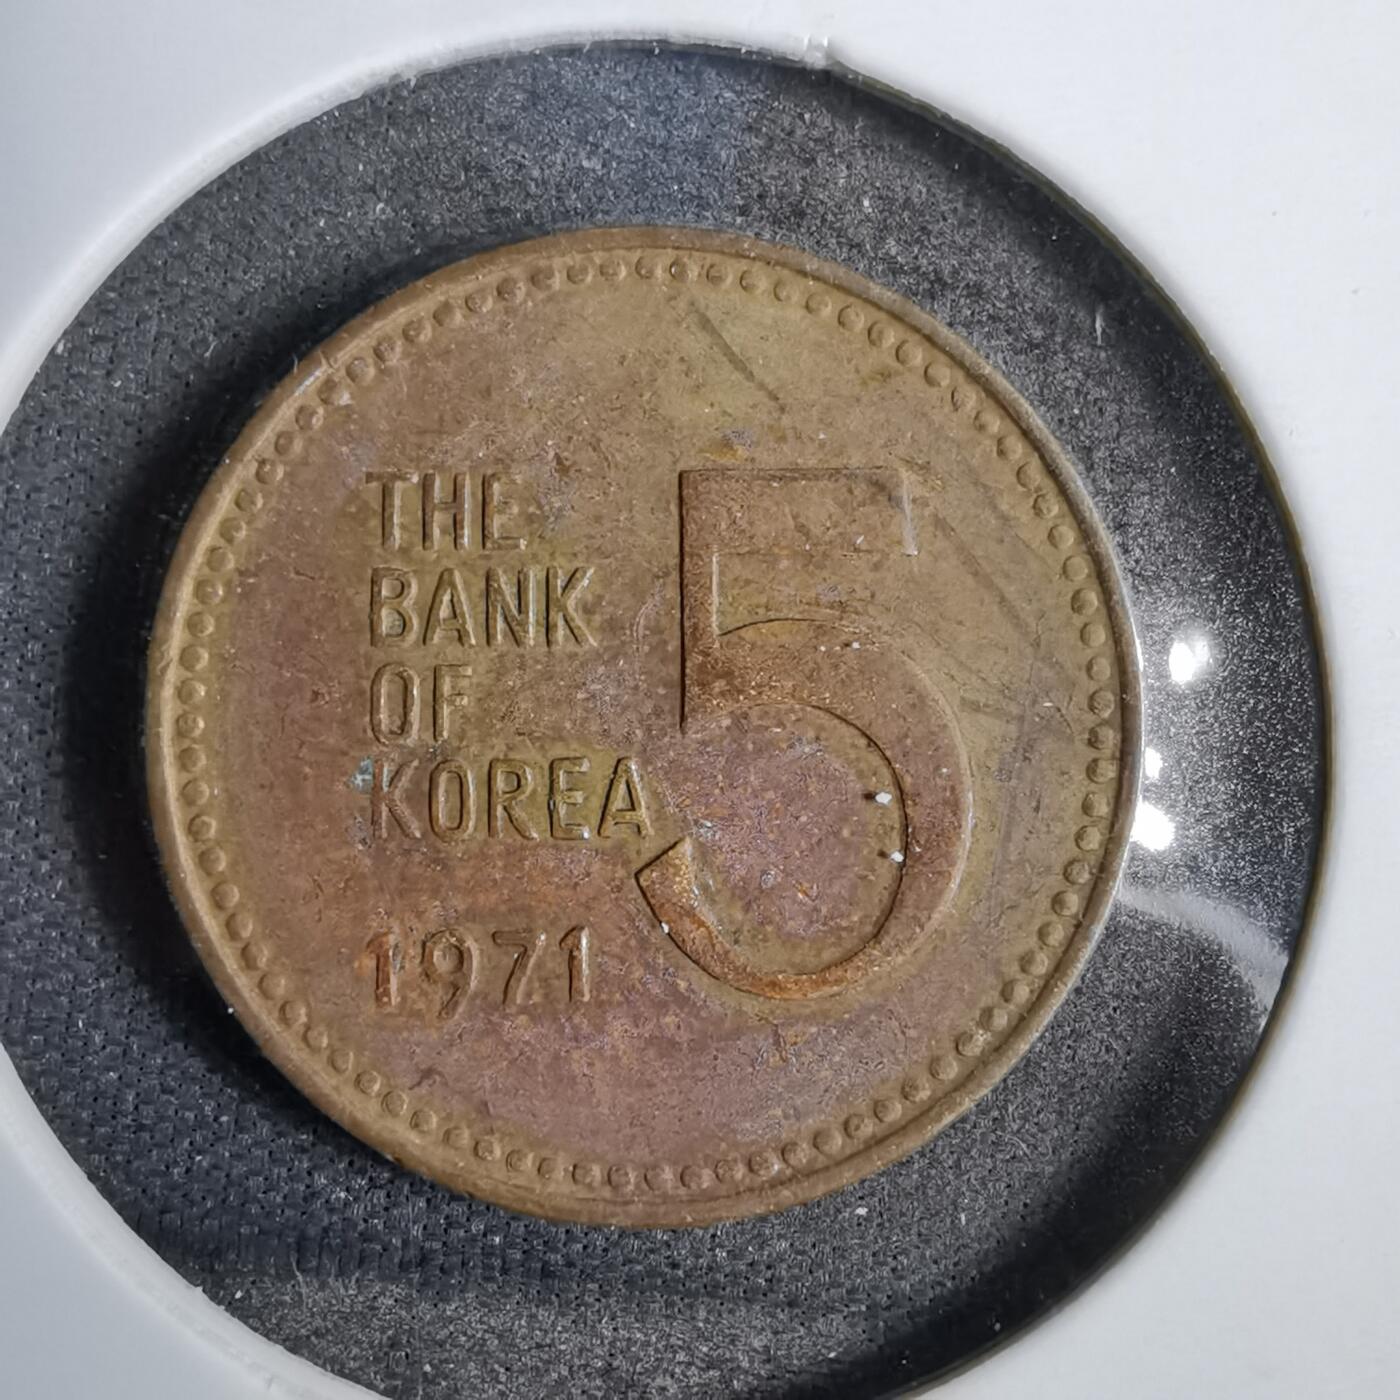 THE
BANK
OF
KOREA
1971
5